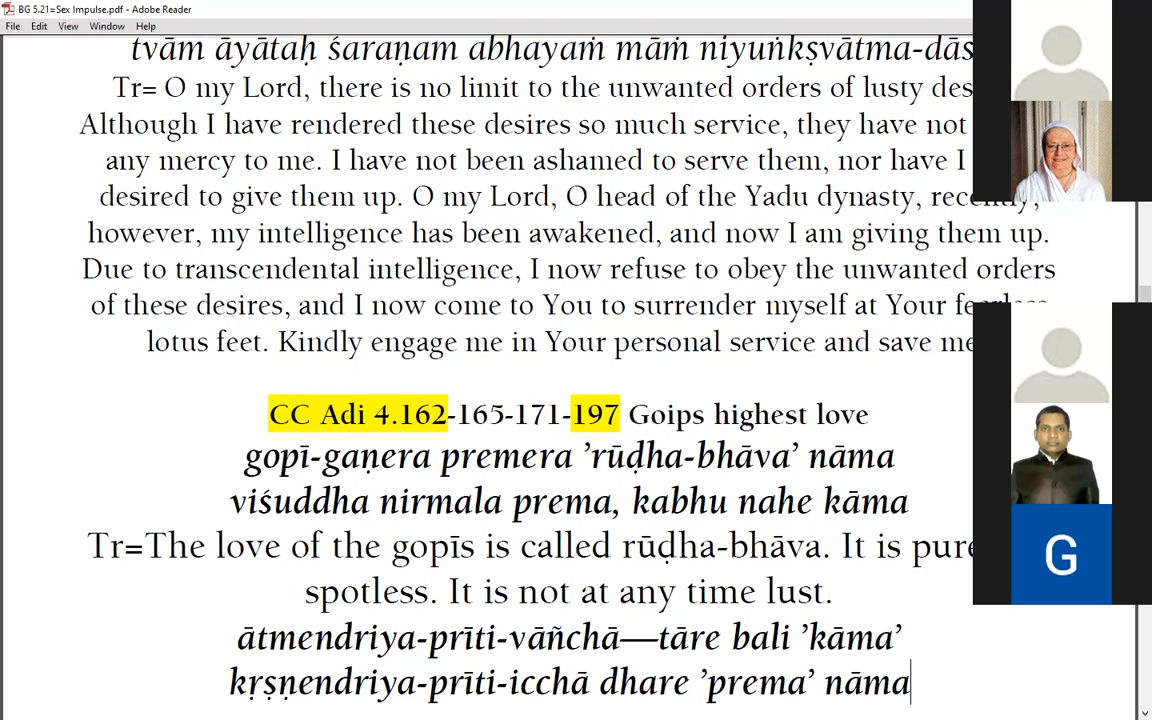 BG 5.21=Sex Impulse.pdf - Adobe Reader
File Edit View Window Help
tvām āyātaḥ śaraṇam abhayaṁ māṁ niyuṅkṣvātma-dās
Tr= O my Lord, there is no limit to the unwanted orders of lusty des
Although I have rendered these desires so much service, they have not
any mercy to me. I have not been ashamed to serve them, nor have I
desired to give them up. O my Lord, O head of the Yadu dynasty, recently,
however, my intelligence has been awakened, and now I am giving them up.
Due to transcendental intelligence, I now refuse to obey the unwanted orders
of these desires, and I now come to You to surrender myself at Your fearless
lotus feet. Kindly engage me in Your personal service and save me
CC Adi 4.162-165-171-197 Goips highest love
gopī-gaṇera premera ’rūḍha-bhāva’ nāma
viśuddha nirmala prema, kabhu nahe kāma
Tr=The love of the gopīs is called rūḍha-bhāva. It is pure
spotless. It is not at any time lust.
ātmendriya-prīti-vāñchā—tāre bali ’kāma’
kṛṣṇendriya-prīti-icchā dhare ’prema’ nāma
G